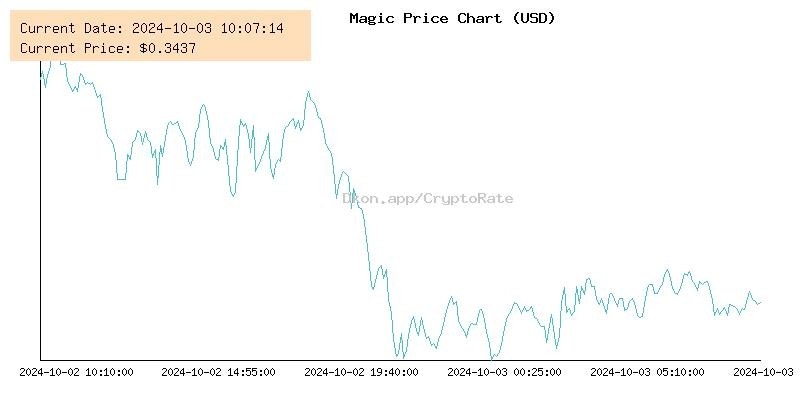 Magic Price Chart (USD)
Current Date: 2024-10-03 10:07:14
Current Price: $0.3437
Dkon.app/CryptoRate
2024-10-02 10:10:00 2024-10-02 14:55:00 2024-10-02 19:40:00 2024-10-03 00:25:00 2024-10-03 05:10:00 2024-10-03